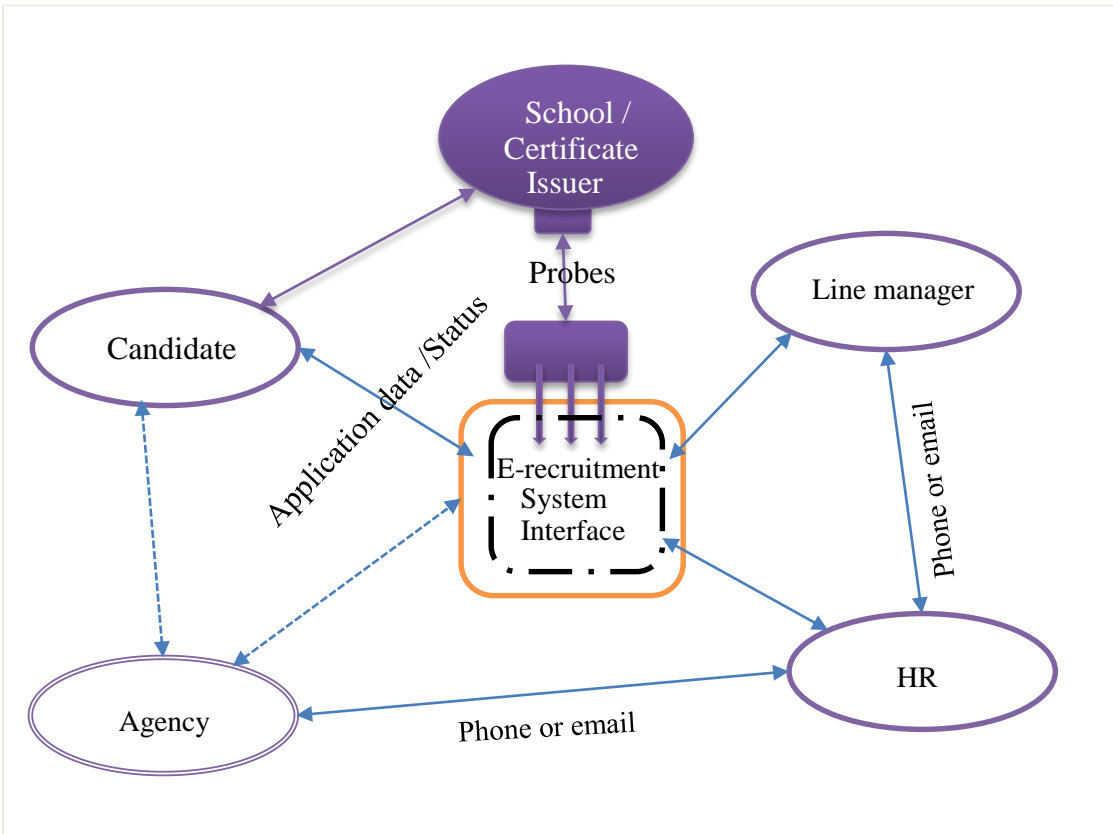 School /
Certificate
Issuer
Probes
Line manager
Candidate
Application data /Status
Phone or email
E-recruitment
System
Interface
HR
Agency
Phone or email